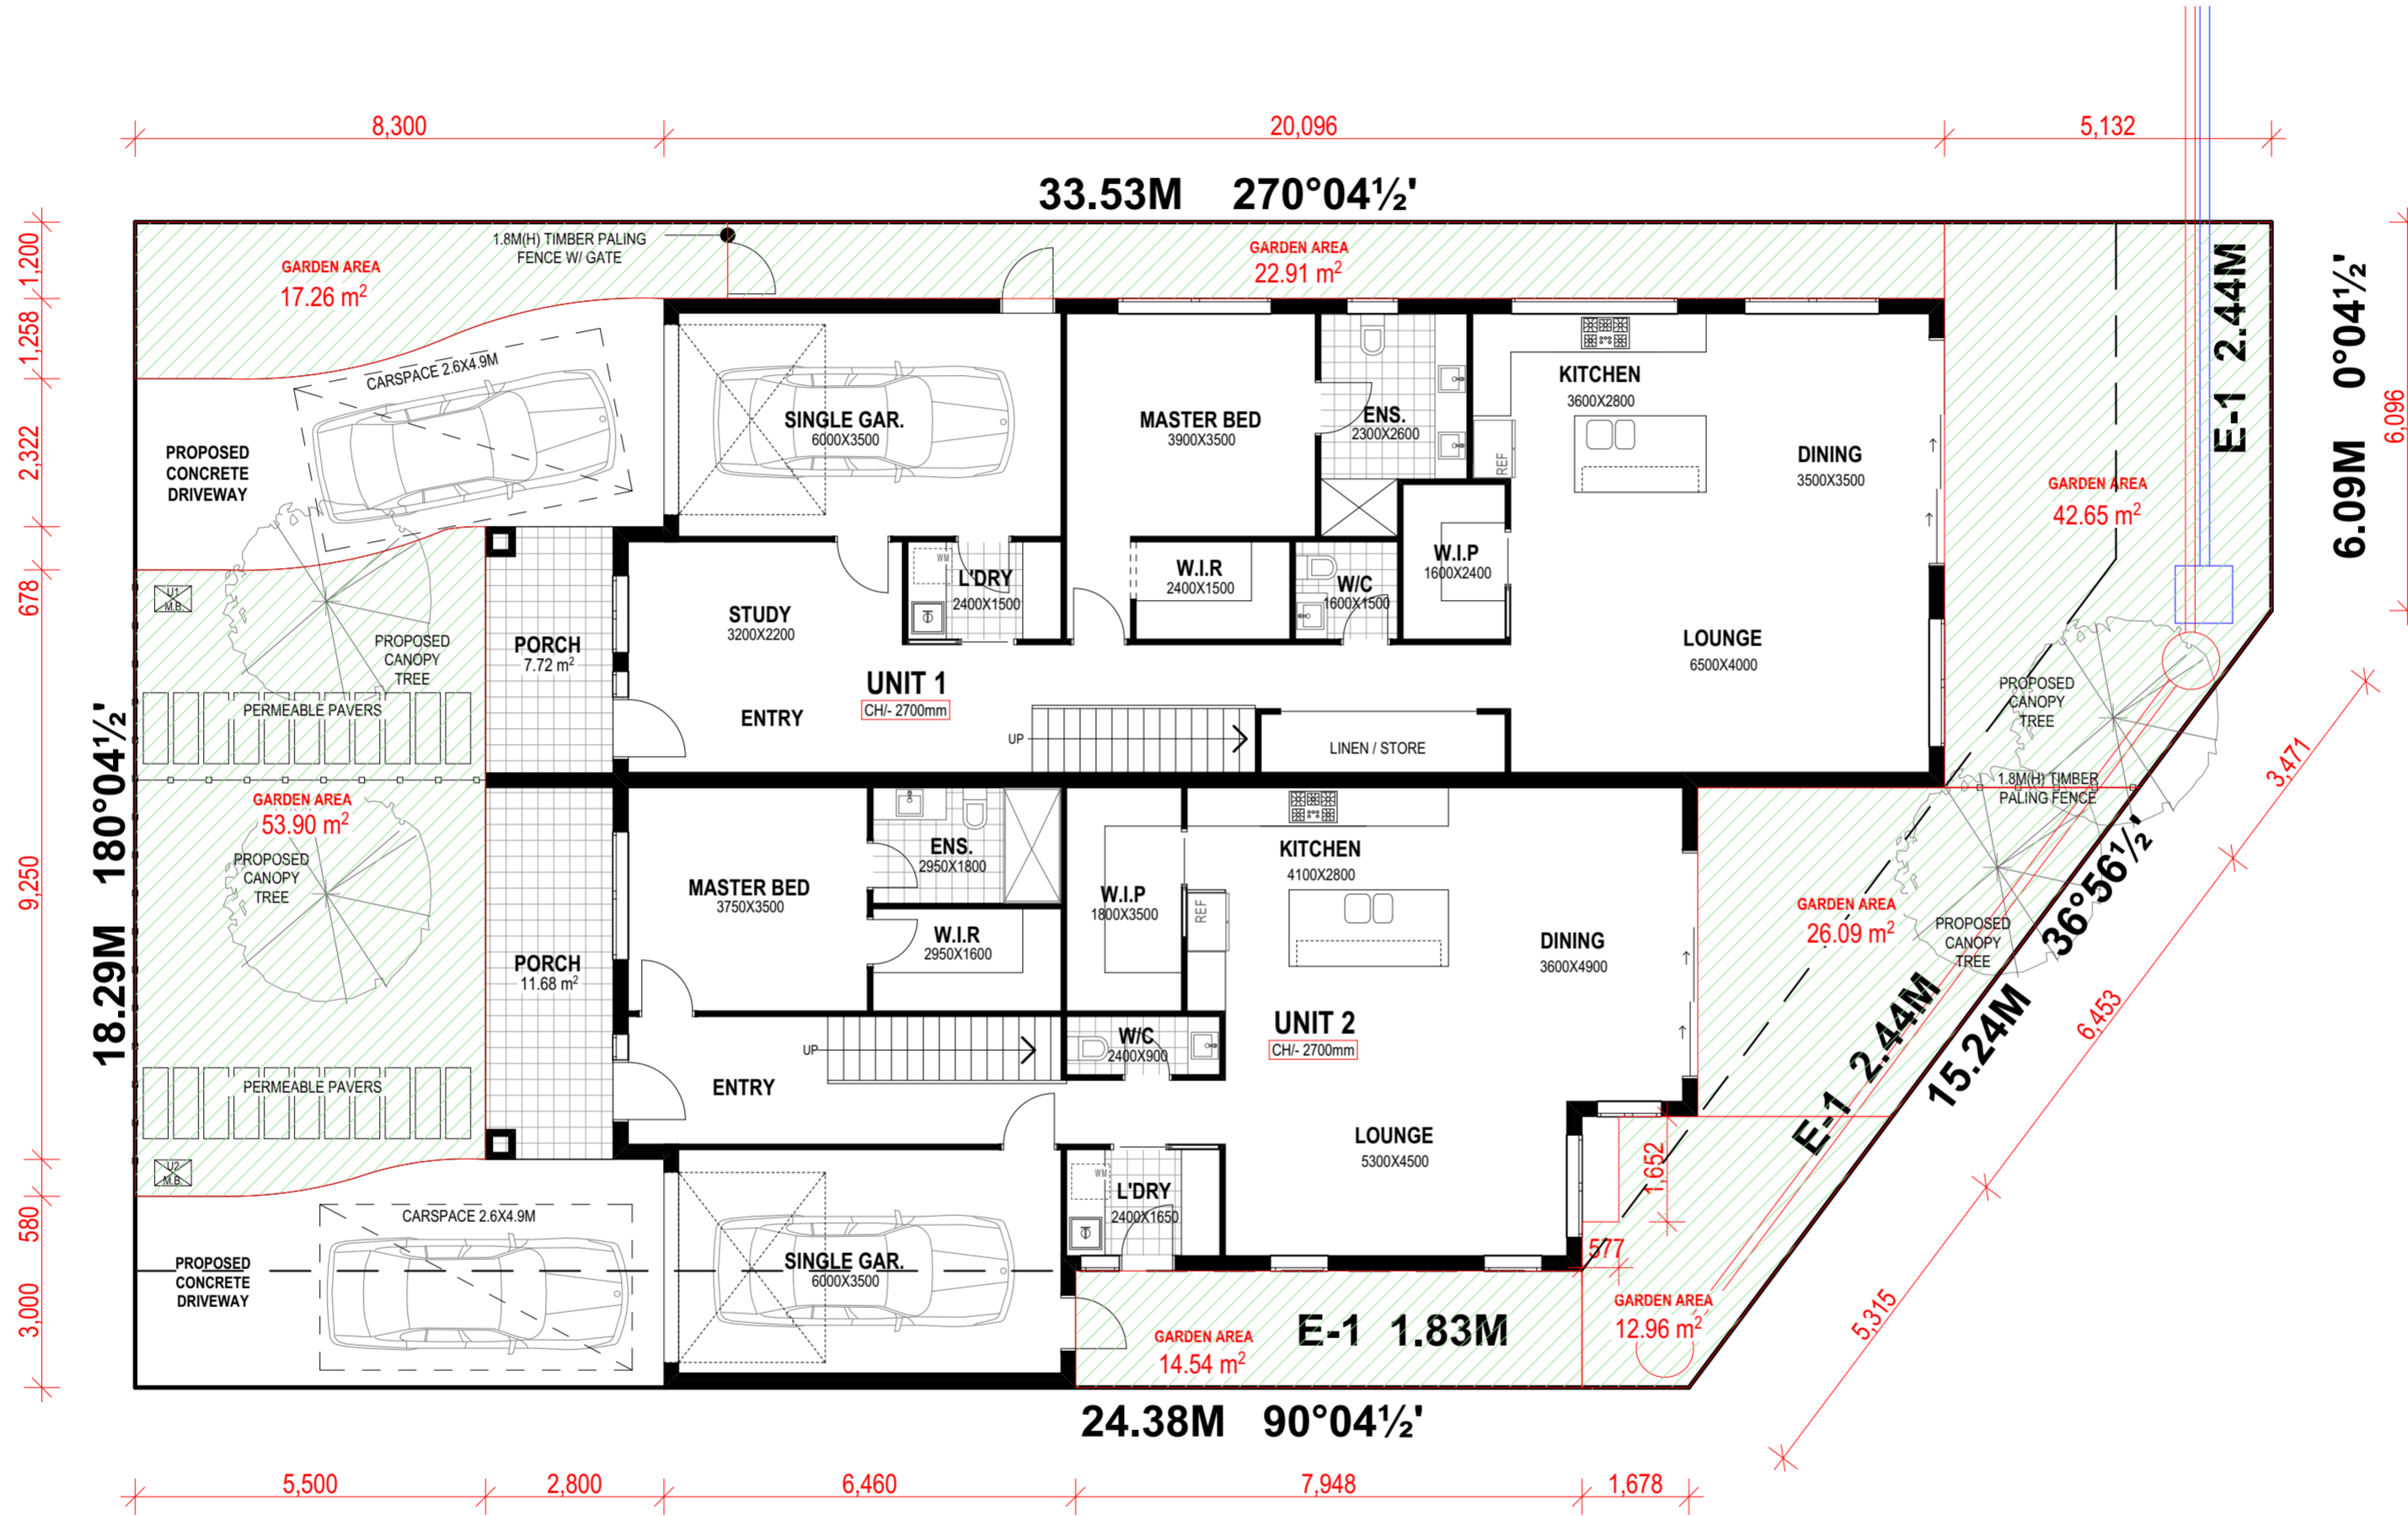 8,300
20,096
5,132
33.53M 270°04½'
1,200
1,258
2,322
678
9,250
580
3,000
18.29M 180°04½'
GARDEN AREA
17.26 m²
1.8M(H) TIMBER PALING
FENCE W/ GATE
GARDEN AREA
22.91 m²
E-1 2.44M
6.09M 0°04½'
6,096
CARSPACE 2.6X4.9M
PROPOSED
CONCRETE
DRIVEWAY
SINGLE GAR.
6000X3500
MASTER BED
3900X3500
ENS.
2300X2600
KITCHEN
3600X2800
REF
DINING
3500X3500
GARDEN AREA
42.65 m²
U1
M.B.
PROPOSED
CANOPY
TREE
PERMEABLE PAVERS
PORCH
7.72 m²
STUDY
3200X2200
WM
L'DRY
2400X1500
W.I.R
2400X1500
W/C
1600X1500
W.I.P
1600X2400
LOUNGE
6500X4000
UNIT 1
CH/- 2700mm
ENTRY
UP
LINEN / STORE
PROPOSED
CANOPY
TREE
1.8M(H) TIMBER
PALING FENCE
3,471
GARDEN AREA
53.90 m²
PROPOSED
CANOPY
TREE
PERMEABLE PAVERS
U2
M.B.
PORCH
11.68 m²
MASTER BED
3750X3500
ENS.
2950X1800
W.I.R
2950X1600
W.I.P
1800X3500
REF
KITCHEN
4100X2800
DINING
3600X4900
GARDEN AREA
26.09 m²
PROPOSED
CANOPY
TREE
E-1 2.44M
15.24M 36°56½'
6,453
UNIT 2
CH/- 2700mm
UP
ENTRY
W/C
2400X900
LOUNGE
5300X4500
1,652
577
WM
L'DRY
2400X1650
CARSPACE 2.6X4.9M
PROPOSED
CONCRETE
DRIVEWAY
SINGLE GAR.
6000X3500
GARDEN AREA
14.54 m²
E-1 1.83M
GARDEN AREA
12.96 m²
5,315
24.38M 90°04½'
5,500
2,800
6,460
7,948
1,678